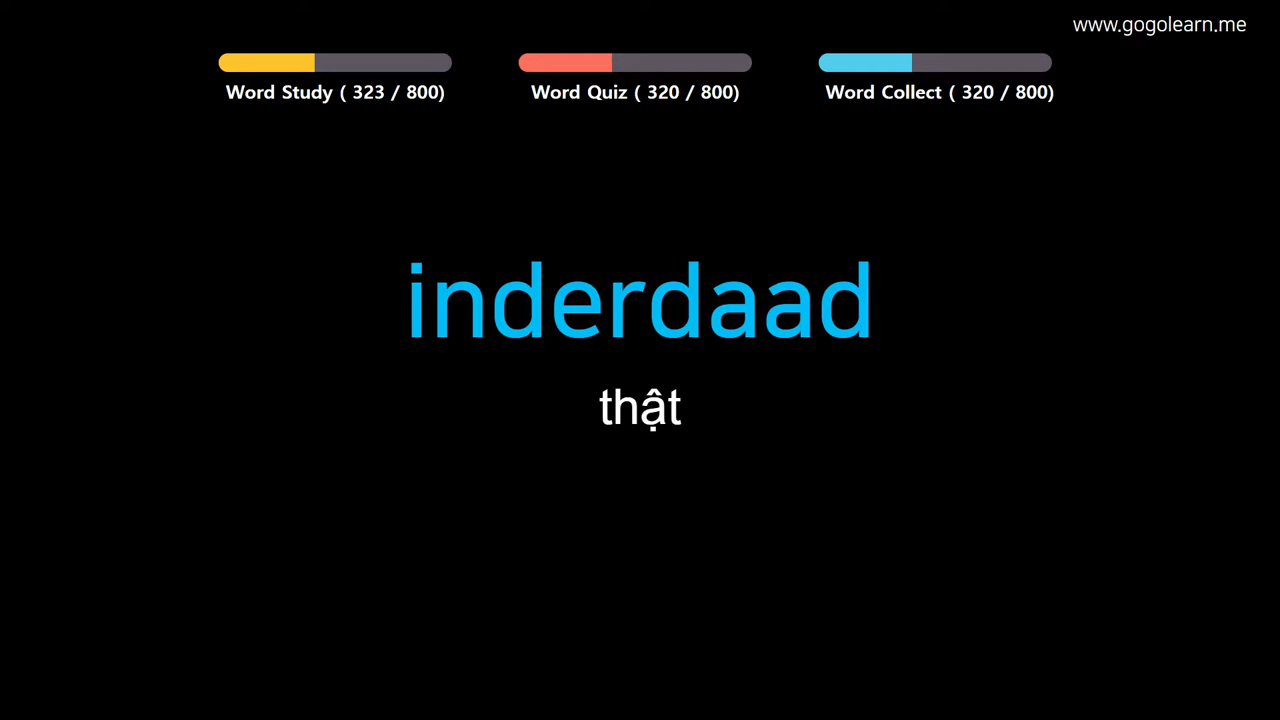 www.gogolearn.me
Word Study ( 323 / 800)
Word Quiz ( 320 / 800)
Word Collect ( 320 / 800)
inderdaad
thật